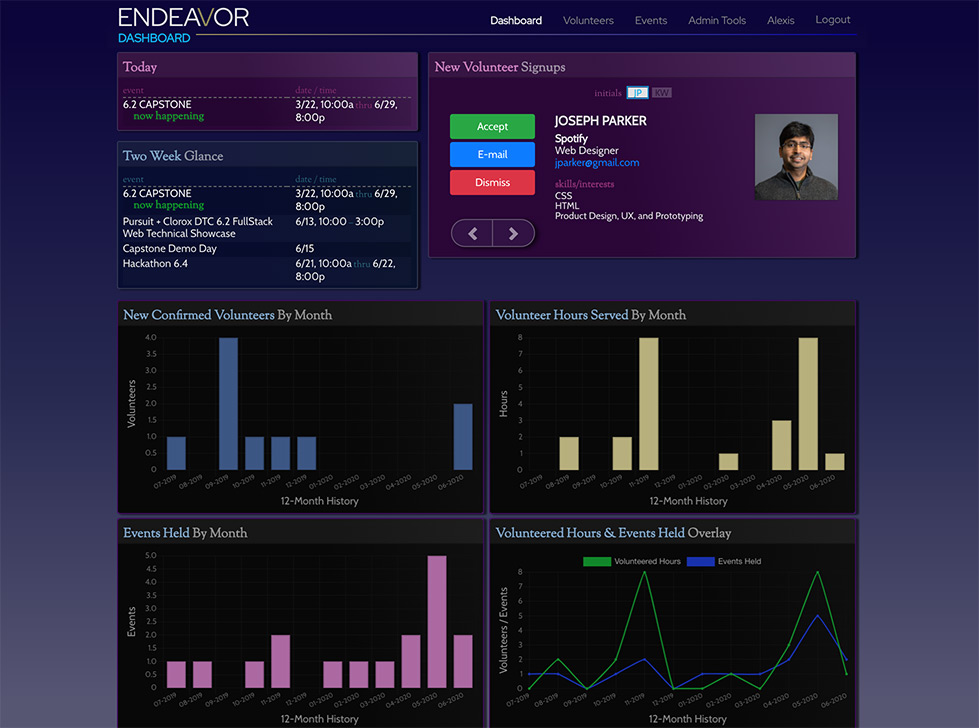 ENDEAVOR
Dashboard Volunteers Events Admin Tools Alexis Logout
DASHBOARD
Today
event date / time
6.2 CAPSTONE 3/22, 10:00a thru 6/29,
now happening 8:00p
Two Week Glance
event date / time
6.2 CAPSTONE 3/22, 10:00a thru 6/29,
now happening 8:00p
Pursuit + Clorox DTC 6.2 FullStack 6/13, 10:00 - 3:00p
Web Technical Showcase
Capstone Demo Day 6/15
Hackathon 6.4 6/21, 10:00a thru 6/22,
8:00p
New Volunteer Signups
initials JP KW
Accept
E-mail
Dismiss
JOSEPH PARKER
Spotify
Web Designer
jparker@gmail.com
skills/interests
CSS
HTML
Product Design, UX, and Prototyping
New Confirmed Volunteers By Month
Volunteers
4.0
3.5
3.0
2.5
2.0
1.5
1.0
0.5
0
07-2019 08-2019 09-2019 10-2019 11-2019 12-2019 01-2020 02-2020 03-2020 04-2020 05-2020 06-2020
12-Month History
Volunteer Hours Served By Month
Hours
8
7
6
5
4
3
2
1
0
07-2019 08-2019 09-2019 10-2019 11-2019 12-2019 01-2020 02-2020 03-2020 04-2020 05-2020 06-2020
12-Month History
Events Held By Month
Events
5.0
4.5
4.0
3.5
3.0
2.5
2.0
1.5
1.0
0.5
0
07-2019 08-2019 09-2019 10-2019 11-2019 12-2019 01-2020 02-2020 03-2020 04-2020 05-2020 06-2020
12-Month History
Volunteered Hours & Events Held Overlay
Volunteered Hours Events Held
Volunteers / Events
8
7
6
5
4
3
2
1
0
07-2019 08-2019 09-2019 10-2019 11-2019 12-2019 01-2020 02-2020 03-2020 04-2020 05-2020 06-2020
12-Month History